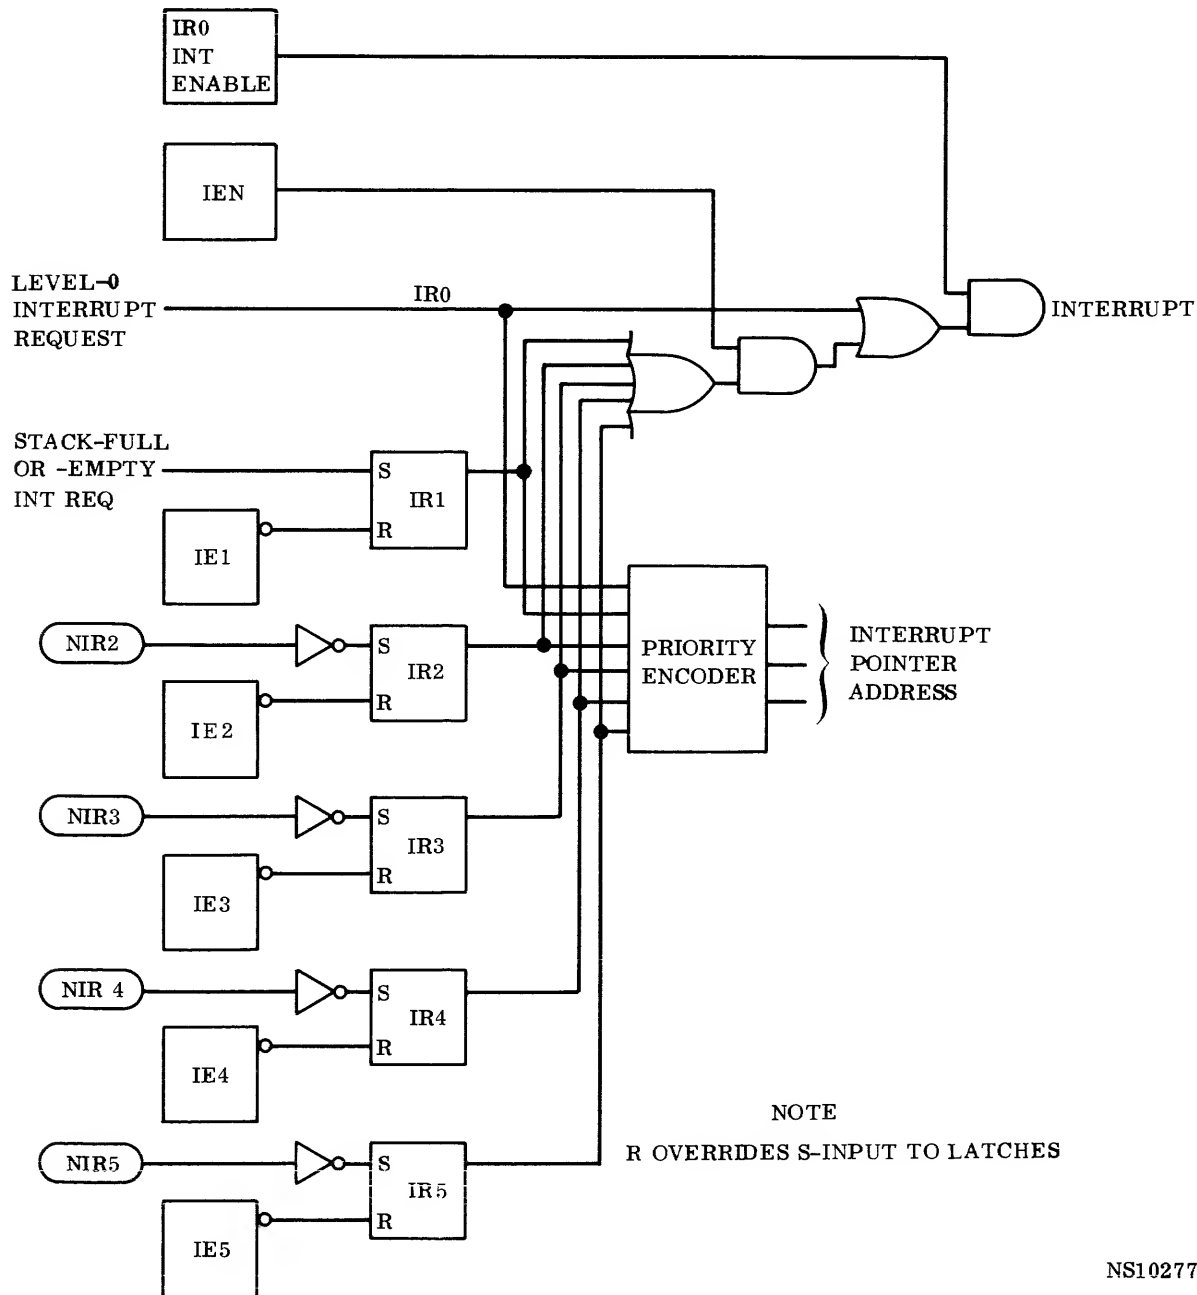 IR0
INT
ENABLE
IEN
LEVEL-0
INTERRUPT
REQUEST
IR0
INTERRUPT
STACK-FULL
OR -EMPTY
INT REQ
S
IR1
R
IE1
NIR2
S
IR2
R
IE2
PRIORITY
ENCODER
INTERRUPT
POINTER
ADDRESS
NIR3
S
IR3
R
IE3
NIR 4
S
IR4
R
IE4
NIR5
S
IR5
R
IE5
NOTE
R OVERRIDES S-INPUT TO LATCHES
NS10277